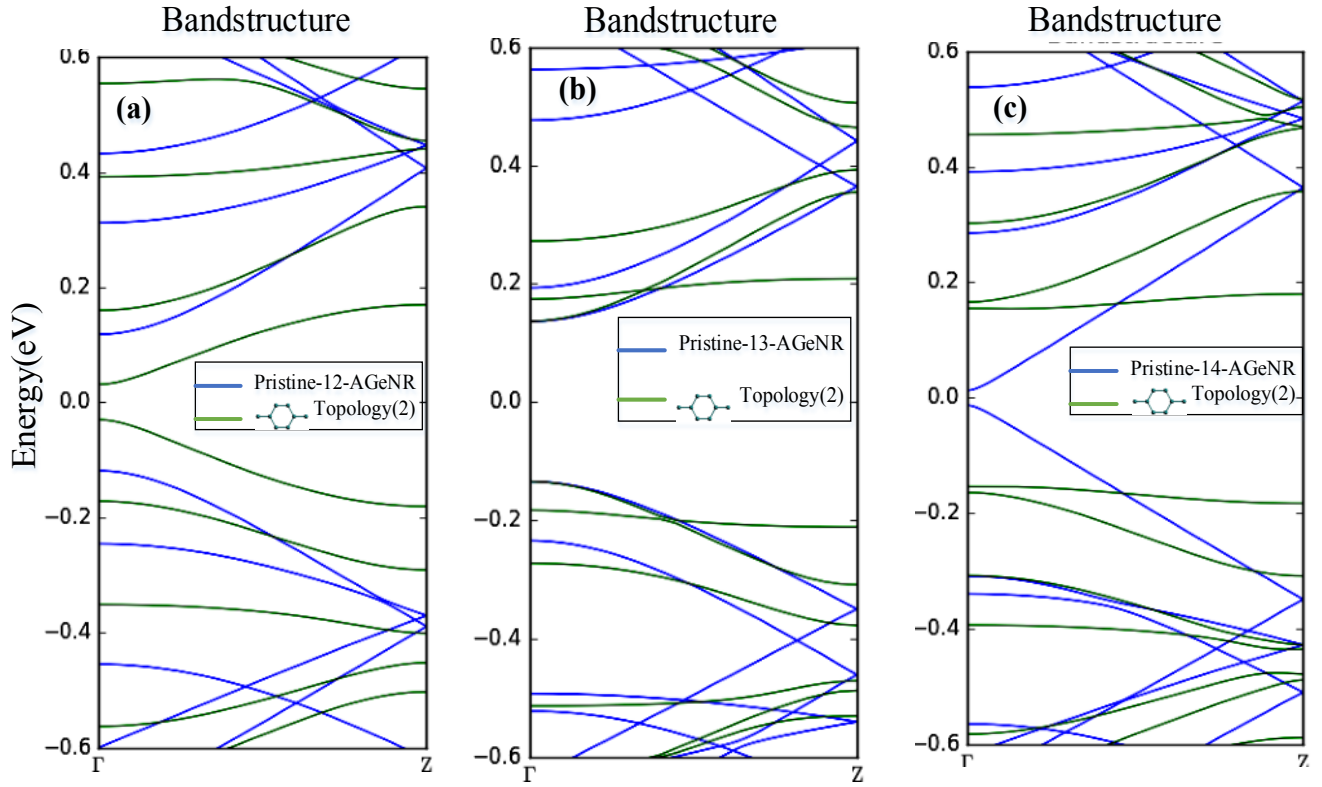 Bandstructure Bandstructure Bandstructure
Energy(eV)
(a)
0.6
0.4
0.2
0.0
−0.2
−0.4
−0.6
Γ Z
Pristine-12-AGeNR
Topology(2)
(b)
0.6
0.4
0.2
0.0
−0.2
−0.4
−0.6
Γ Z
Pristine-13-AGeNR
Topology(2)
(c)
0.6
0.4
0.2
0.0
−0.2
−0.4
−0.6
Γ Z
Pristine-14-AGeNR
Topology(2)